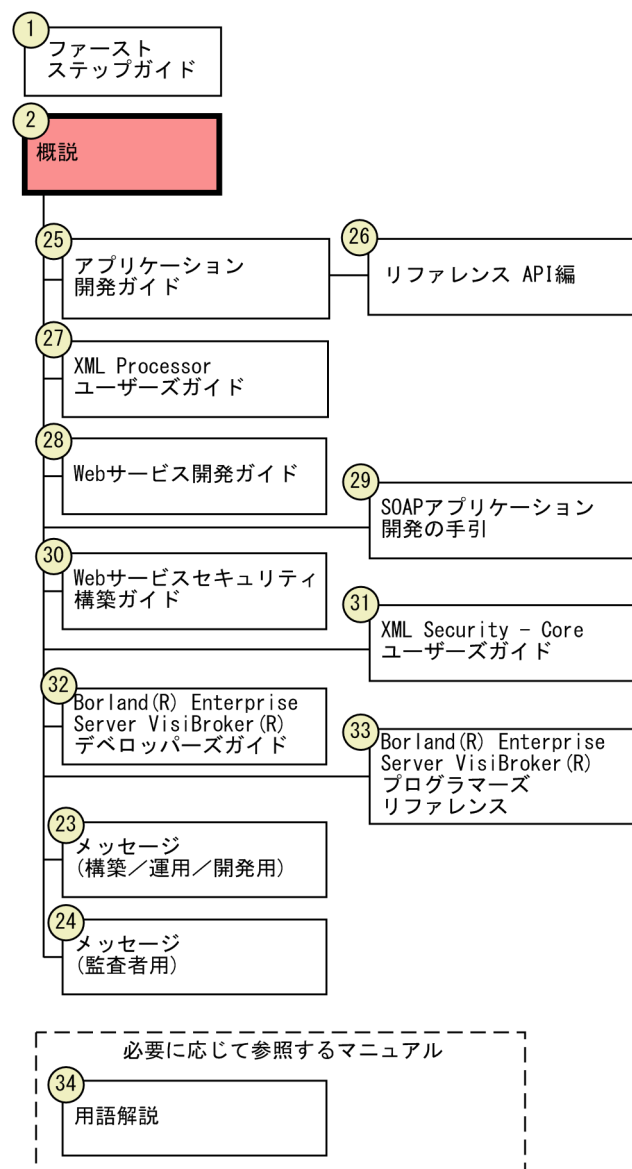 1
ファースト
ステップガイド
2
概説
25
アプリケーション
開発ガイド
26
リファレンス API編
27
XML Processor
ユーザーズガイド
28
Webサービス開発ガイド
29
SOAPアプリケーション
開発の手引
30
Webサービスセキュリティ
構築ガイド
31
XML Security − Core
ユーザーズガイド
32
Borland(R) Enterprise
Server VisiBroker(R)
デベロッパーズガイド
33
Borland(R) Enterprise
Server VisiBroker(R)
プログラマーズ
リファレンス
23
メッセージ
(構築／運用／開発用)
24
メッセージ
(監査者用)
必要に応じて参照するマニュアル
34
用語解説